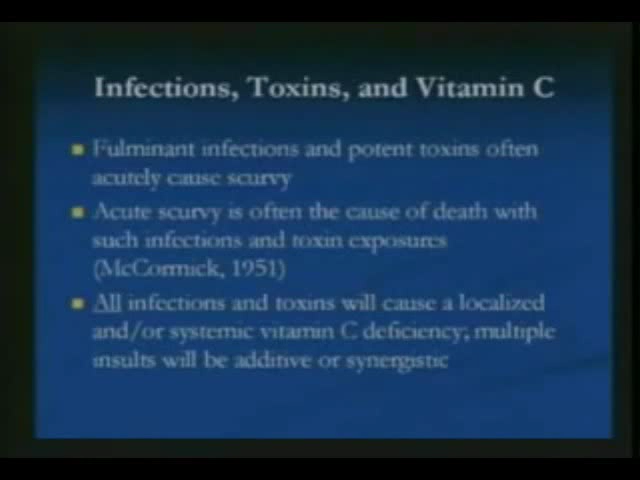 Infections, Toxins, and Vitamin C
Fulminant infections and potent toxins often
acutely cause scurvy
Acute scurvy is often the cause of death with
such infections and toxin exposures
(McCormick, 1951)
All infections and toxins will cause a localized
and/or systemic vitamin C deficiency; multiple
insults will be additive or synergistic